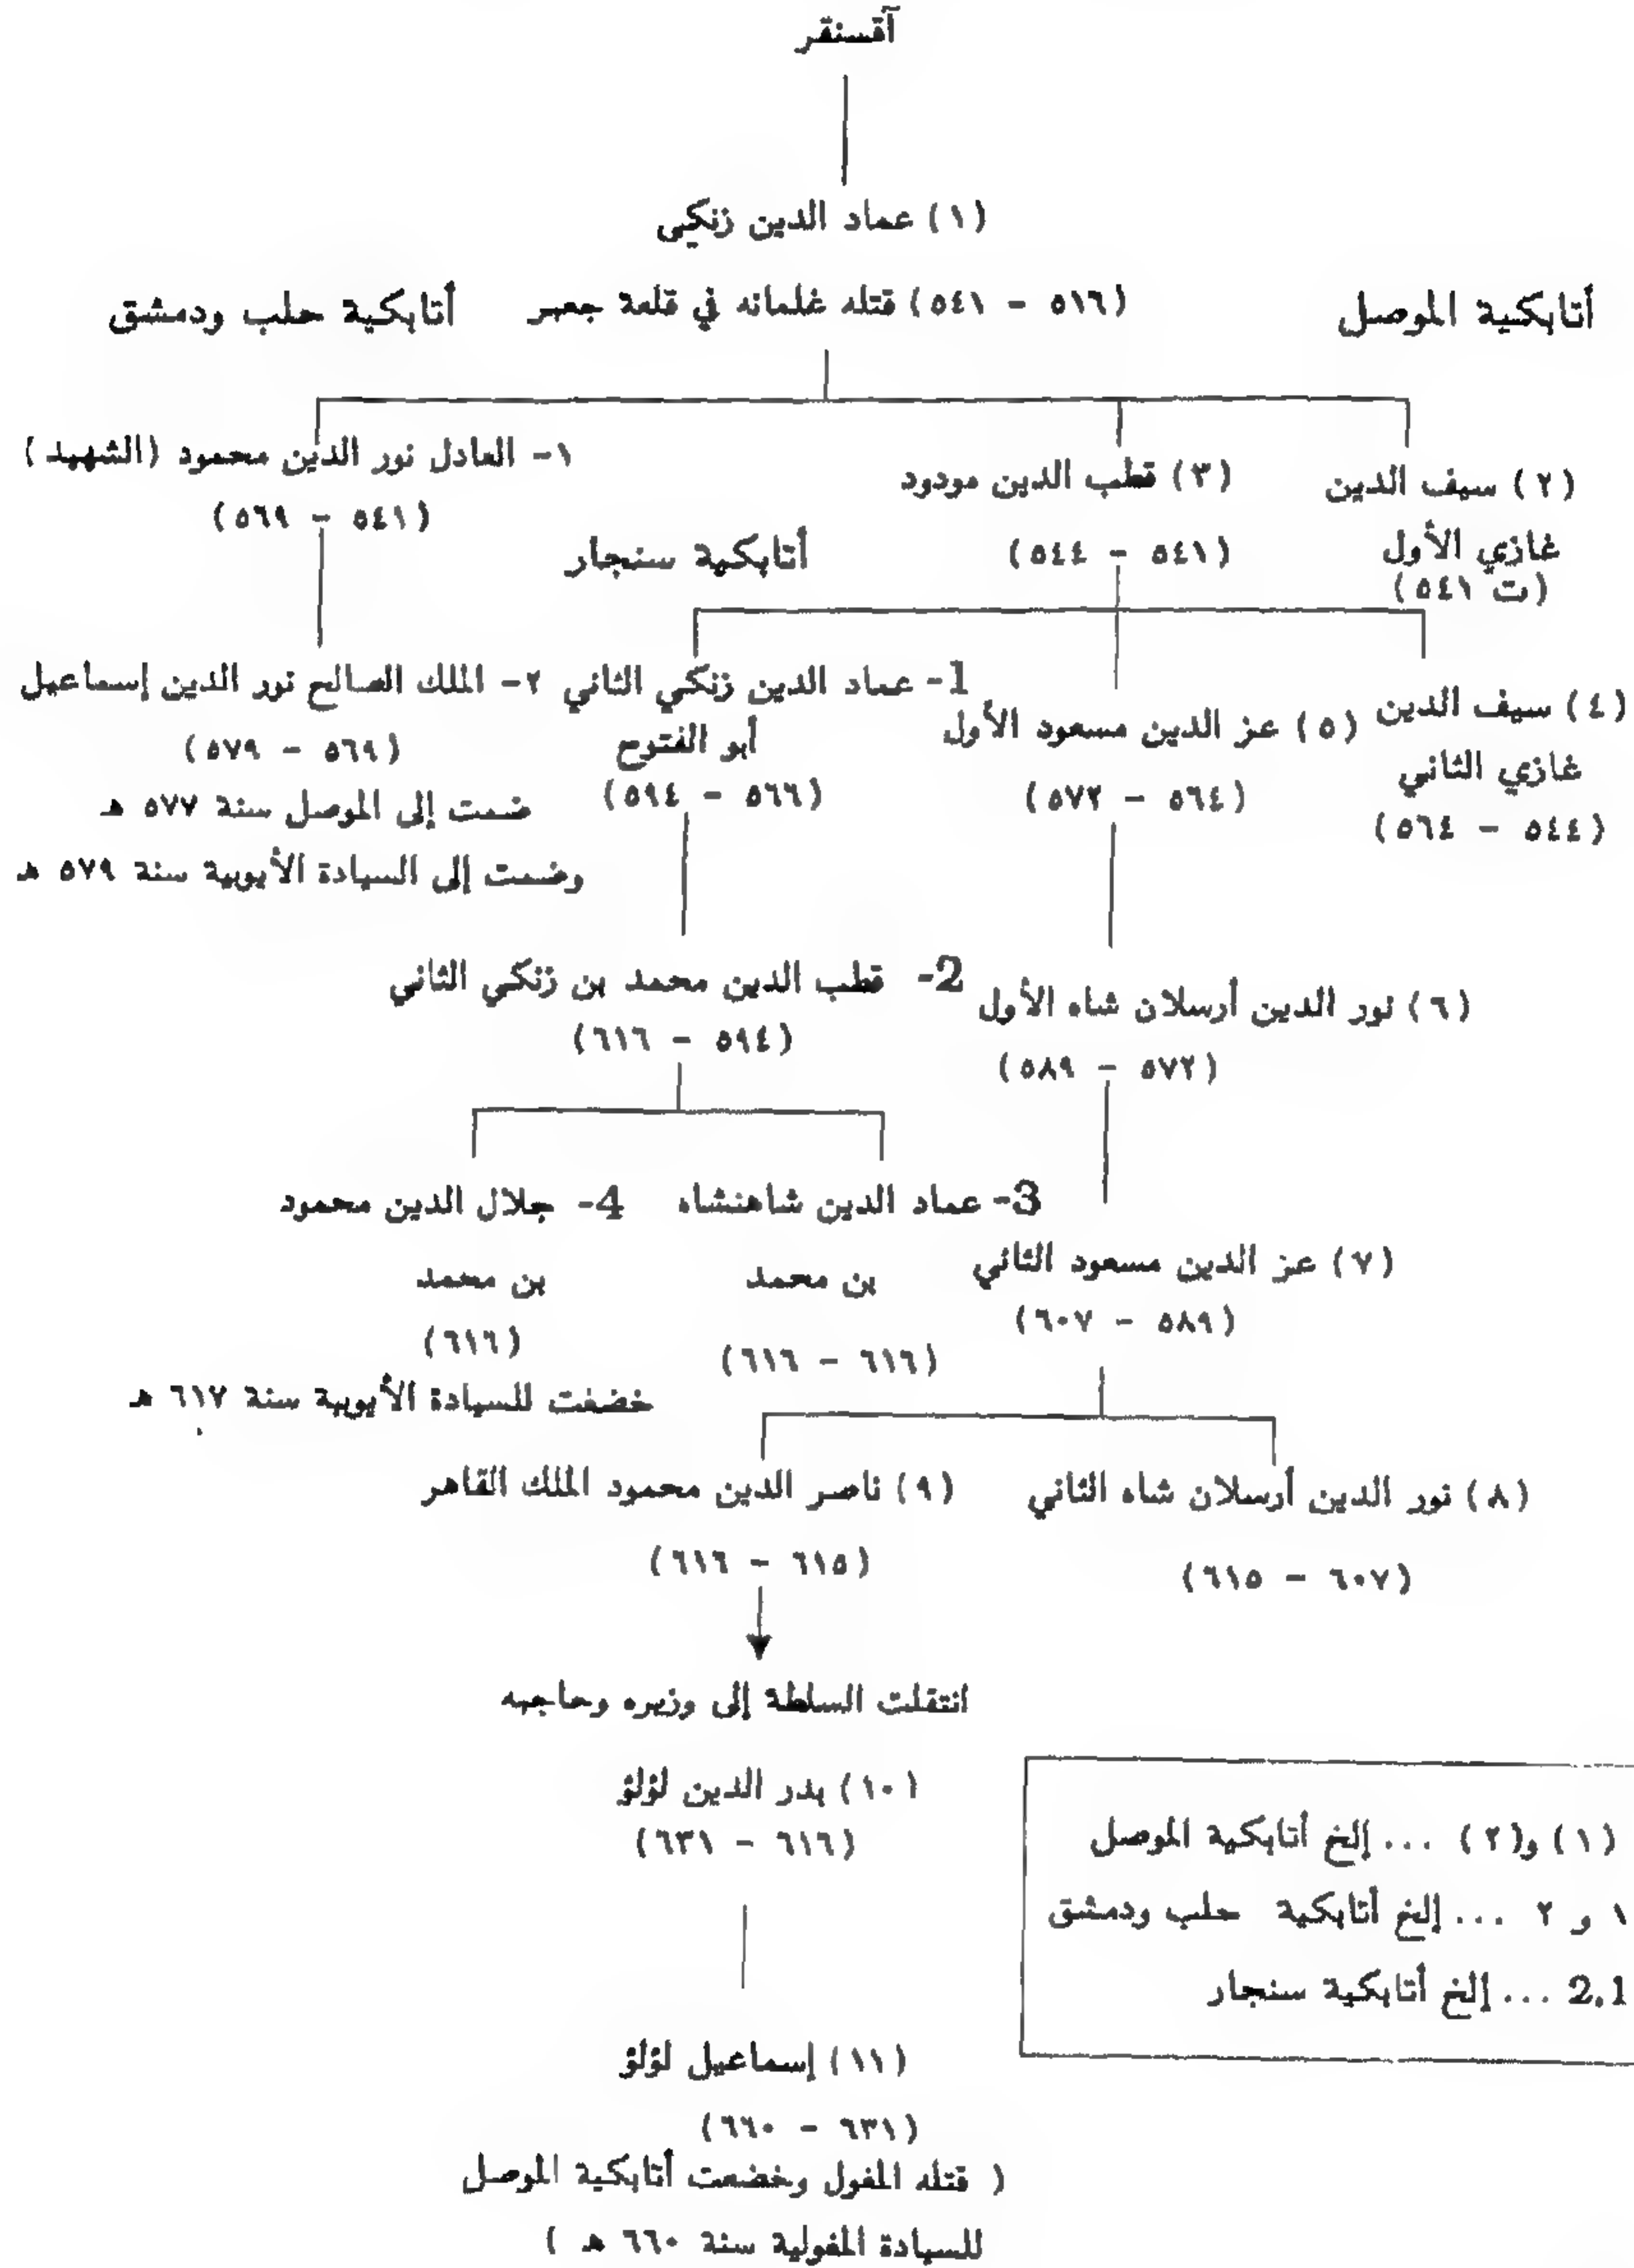 آقسنقر
(١) عماد الدين زنكي
أتابكية الموصل
(٥١٦ - ٥٤١) قتله غلمانه في قلعة جعبر
أتابكية حلب ودمشق
(٢) سيف الدين
غازي الأول
(ت ٥٤١)
(٣) قطب الدين مودود
(٥٤١ - ٥٤٤)
١- العادل نور الدين محمود (الشهيد)
(٥٤١ - ٥٦٩)
أتابكية سنجار
(٤) سيف الدين
غازي الثاني
(٥٤٤ - ٥٦٤)
(٥) عز الدين مسعود الأول
(٥٦٤ - ٥٧٢)
1- عماد الدين زنكي الثاني
أبو الفتوح
(٥٦٦ - ٥٩٤)
٢- الملك الصالح نور الدين إسماعيل
(٥٦٩ - ٥٧٩)
ضمت إلى الموصل سنة ٥٧٧ هـ
وضمت إلى السيادة الأيوبية سنة ٥٧٩ هـ
(٦) نور الدين أرسلان شاه الأول
(٥٧٢ - ٥٨٩)
2- قطب الدين محمد بن زنكي الثاني
(٥٩٤ - ٦١٦)
3- عماد الدين شاهنشاه
بن محمد
(٦١٦ - ٦١٦)
4- جلال الدين محمود
بن محمد
(٦١٦)
خضعت للسيادة الأيوبية سنة ٦١٧ هـ
(٧) عز الدين مسعود الثاني
(٥٨٩ - ٦٠٧)
(٨) نور الدين أرسلان شاه الثاني
(٦٠٧ - ٦١٥)
(٩) ناصر الدين محمود الملك القاهر
(٦١٥ - ٦١٦)
انتقلت السلطة إلى وزيره وحاجبه
(١٠) بدر الدين لؤلؤ
(٦١٦ - ٦٣١)
(١١) إسماعيل لؤلؤ
(٦٣١ - ٦٦٠)
( قتله المغول وخضعت أتابكية الموصل
للسيادة المغولية سنة ٦٦٠ هـ )
(١) و(٢) ... إلخ أتابكية الموصل
١ و ٢ ... إلخ أتابكية حلب ودمشق
2,1 ... إلخ أتابكية سنجار